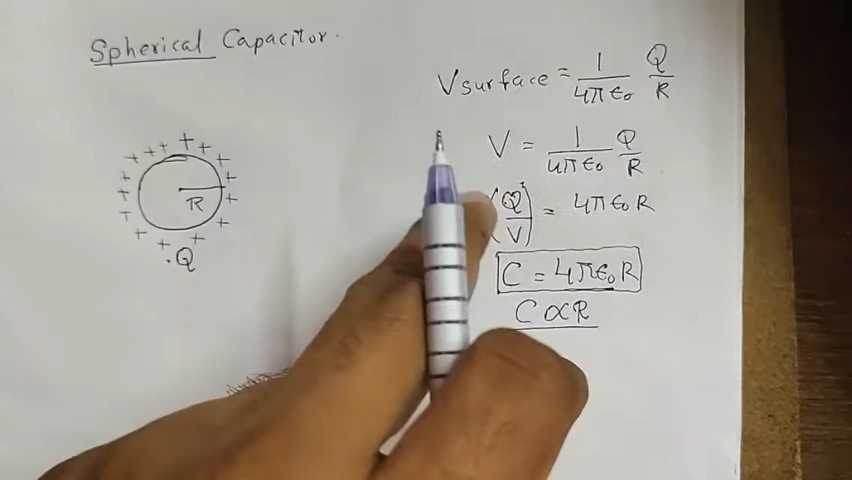 Spherical Capacitor.
+ + + + + + + + + + + + + + +
R
.Q
Vsurface = 1/4πε₀ Q/R
V = 1/4πε₀ Q/R
(Q/V) = 4πε₀R
C = 4πε₀R
C ∝ R